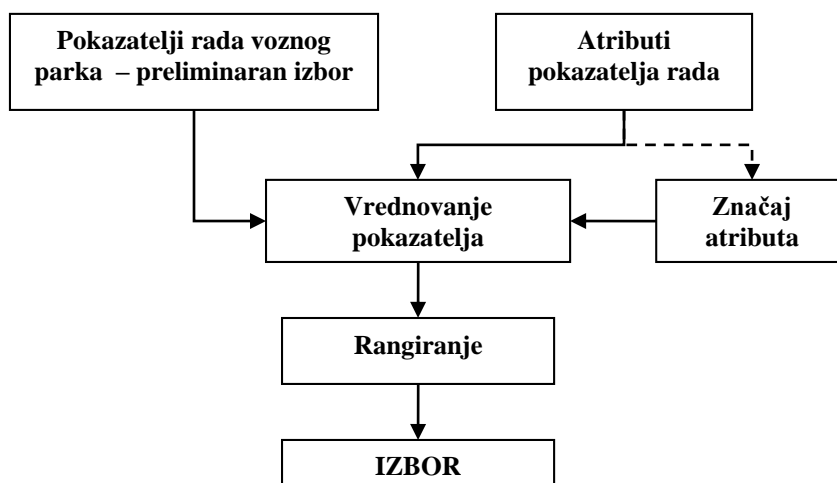 Pokazatelji rada voznog
parka – preliminaran izbor
Atributi
pokazatelja rada
Vrednovanje
pokazatelja
Značaj
atributa
Rangiranje
IZBOR